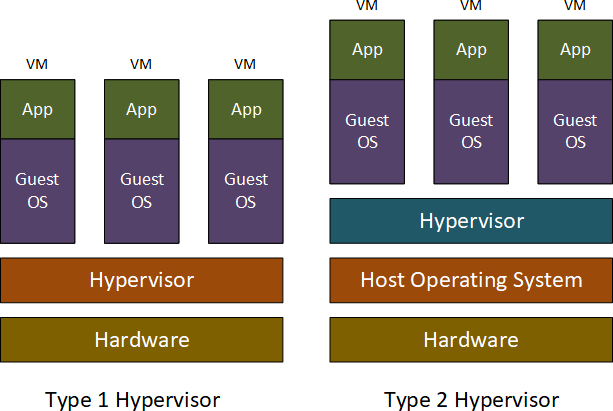 VM VM VM
App App App
Guest OS Guest OS Guest OS
Hypervisor
Hardware
Type 1 Hypervisor
VM VM VM
App App App
Guest OS Guest OS Guest OS
Hypervisor
Host Operating System
Hardware
Type 2 Hypervisor